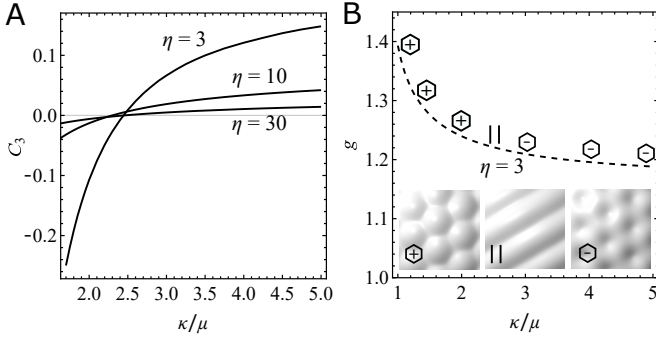 A
C₃
0.1
0.0
-0.1
-0.2
η = 3
η = 10
η = 30
2.0 2.5 3.0 3.5 4.0 4.5 5.0
κ/μ
B
g
1.4
1.3
1.2
1.1
1.0
+ + + || - - -
η = 3
+ || -
1 2 3 4 5
κ/μ